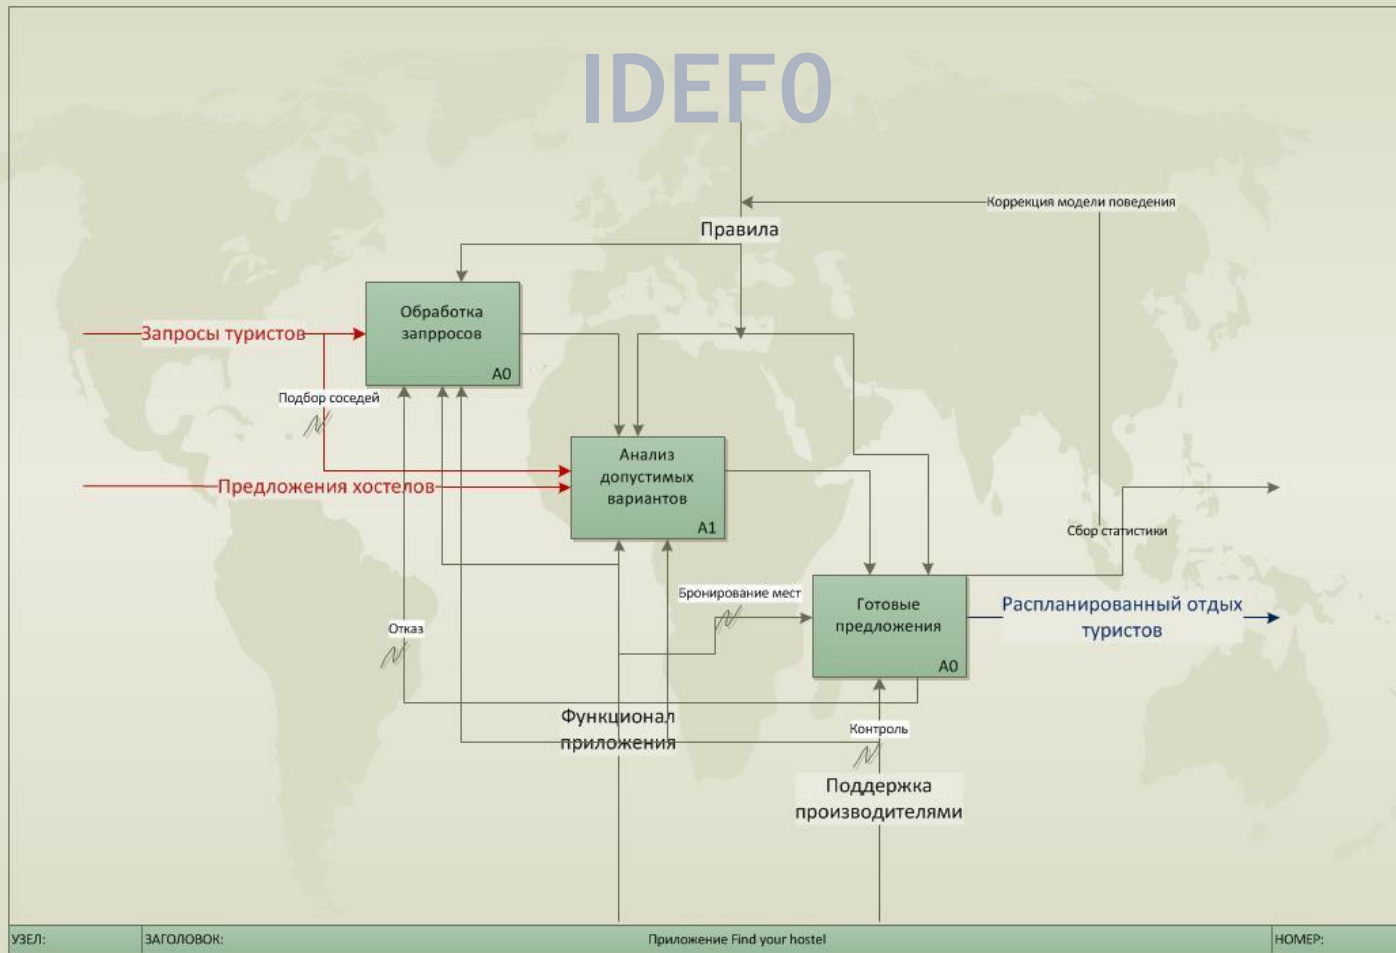 IDEF0
Коррекция модели поведения
Правила
Обработка
запрросов
A0
Запросы туристов
Подбор соседей
Анализ
допустимых
вариантов
A1
Предложения хостелов
Сбор статистики
Бронирование мест
Готовые
предложения
A0
Распланированный отдых
туристов
Отказ
Функционал
приложения
Контроль
Поддержка
производителями
УЗЕЛ:
ЗАГОЛОВОК:
Приложение Find your hostel
НОМЕР: